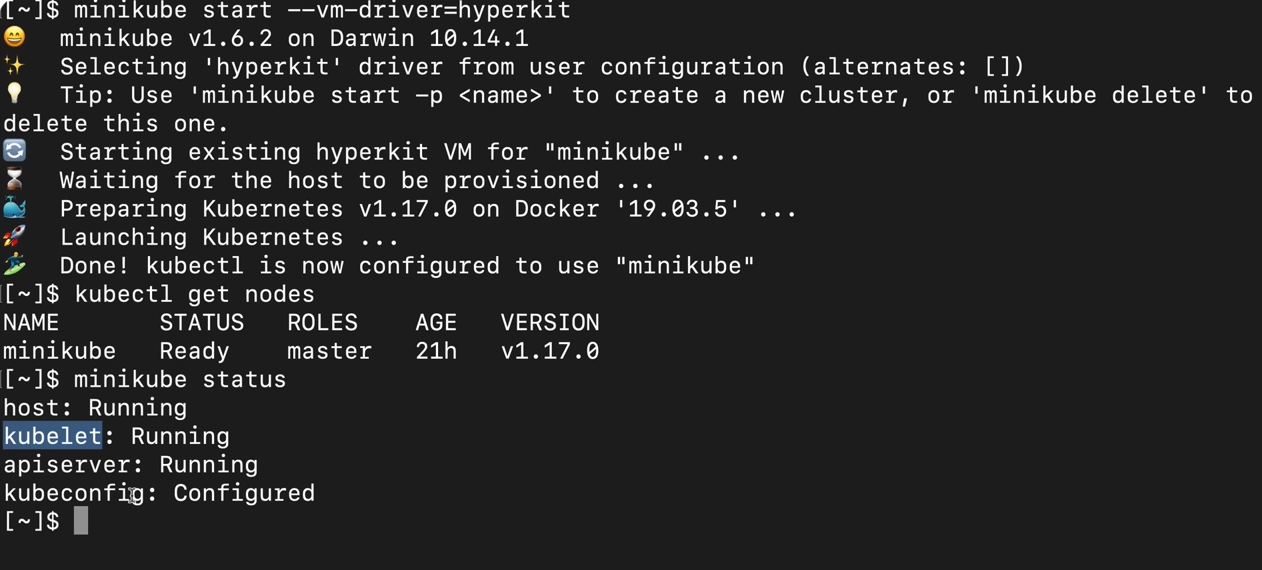 [~]$ minikube start --vm-driver=hyperkit
😄 minikube v1.6.2 on Darwin 10.14.1
✨ Selecting 'hyperkit' driver from user configuration (alternates: [])
💡 Tip: Use 'minikube start -p <name>' to create a new cluster, or 'minikube delete' to
delete this one.
🔄 Starting existing hyperkit VM for "minikube" ...
⌛ Waiting for the host to be provisioned ...
🐳 Preparing Kubernetes v1.17.0 on Docker '19.03.5' ...
🚀 Launching Kubernetes ...
🏄 Done! kubectl is now configured to use "minikube"
[~]$ kubectl get nodes
NAME STATUS ROLES AGE VERSION
minikube Ready master 21h v1.17.0
[~]$ minikube status
host: Running
kubelet: Running
apiserver: Running
kubeconfig: Configured
[~]$